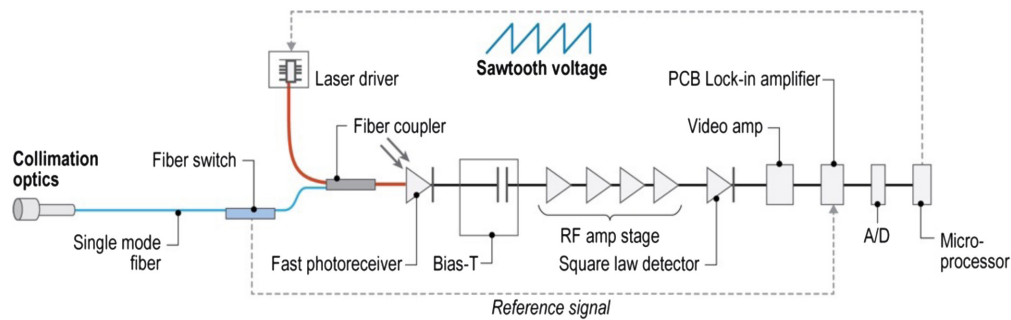 Sawtooth voltage
Laser driver
PCB Lock-in amplifier
Fiber coupler
Video amp
Collimation
optics
Fiber switch
Single mode
fiber
Fast photoreceiver
Bias-T
RF amp stage
Square law detector
A/D
Micro-
processor
Reference signal